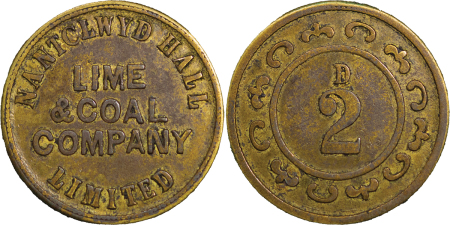 NANTCLWYD HALL
LIME
& COAL
COMPANY
LIMITED
D
2